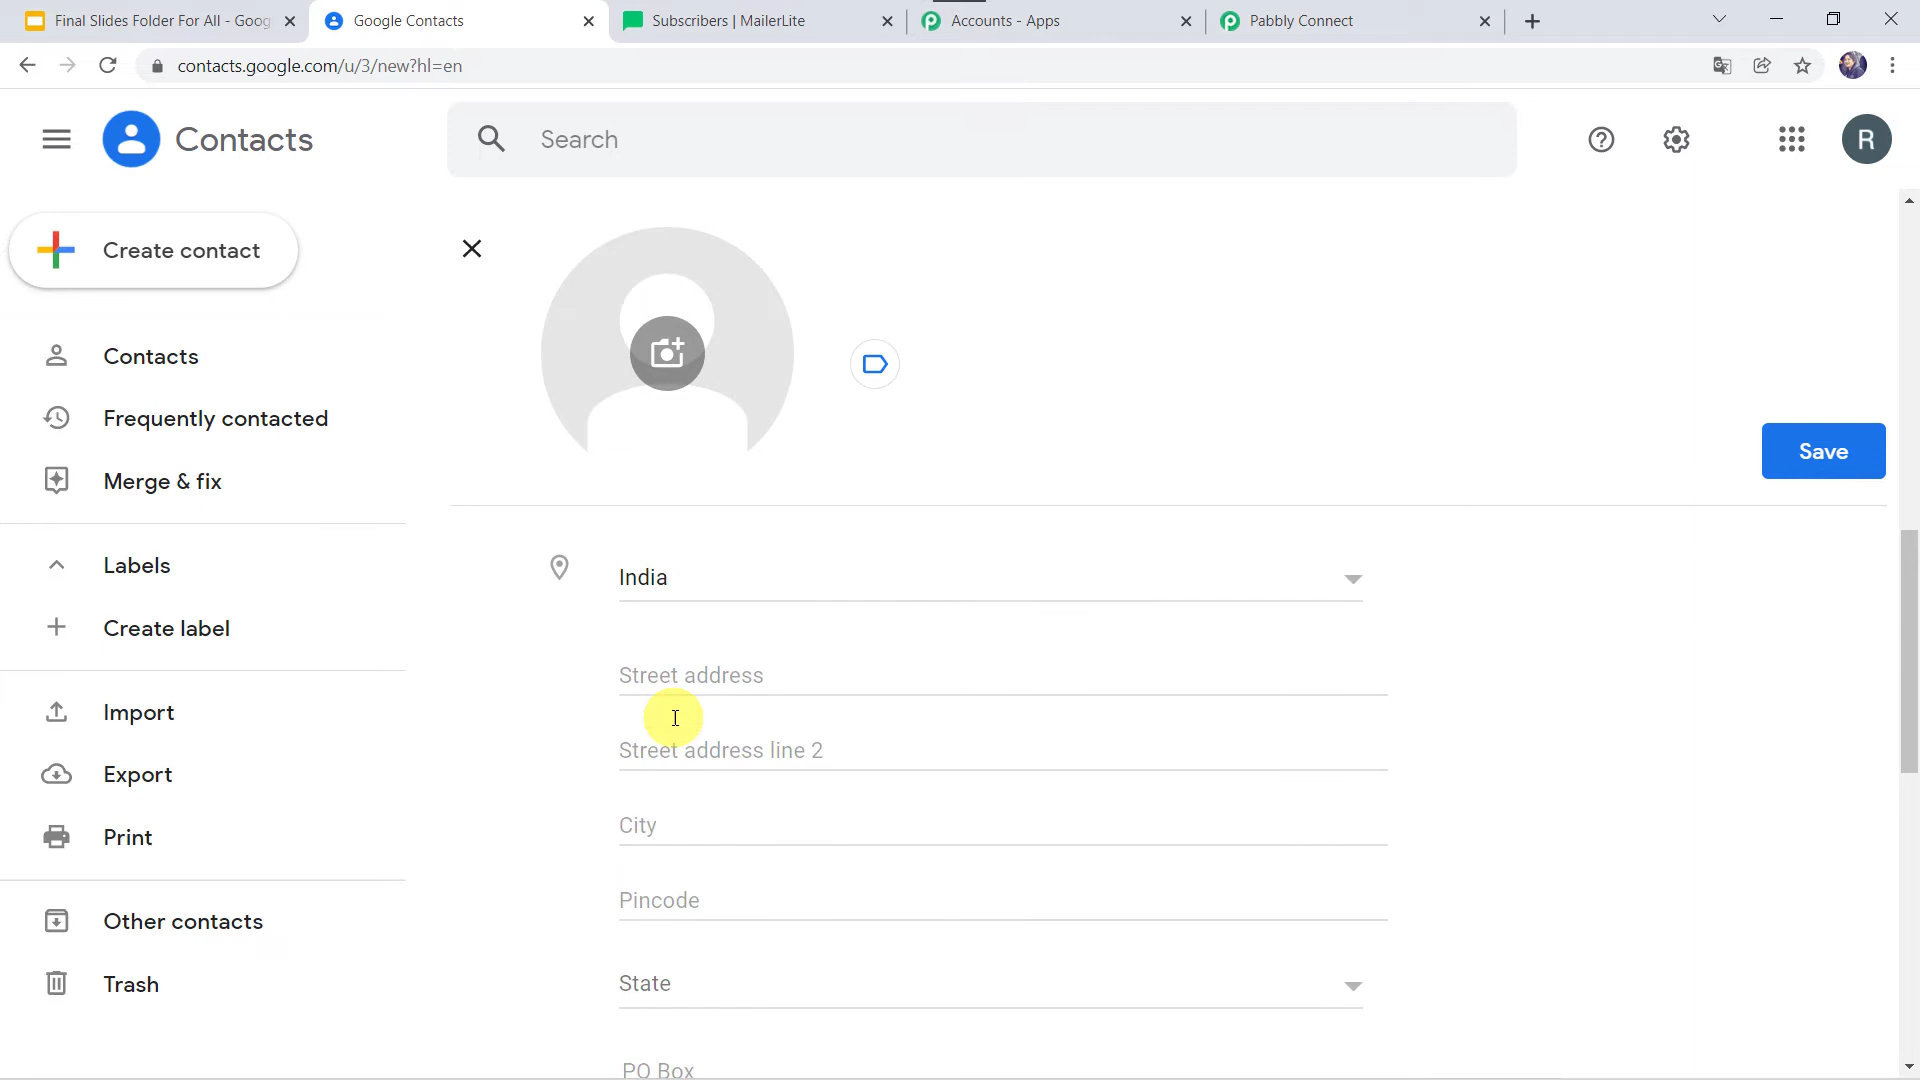 Final Slides Folder For All - Goog
Google Contacts
Subscribers | MailerLite
Accounts - Apps
Pabbly Connect
contacts.google.com/u/3/new?hl=en
Contacts
Search
R
Create contact
Contacts
Frequently contacted
Merge & fix
Labels
Create label
Import
Export
Print
Other contacts
Trash
Save
India
Street address
Street address line 2
City
Pincode
State
PO Box